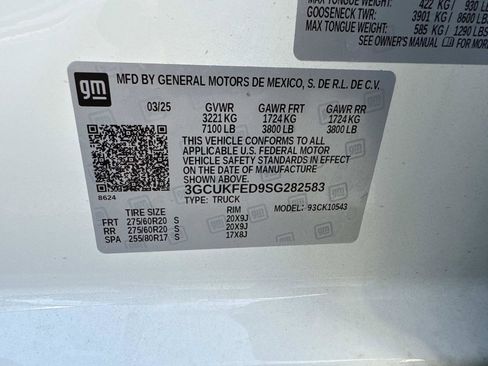 MAX TONGUE WEIGHT: 422 KG / 930 LB
GOOSENECK TWR: 3901 KG / 8600 LB
MAX TONGUE WEIGHT: 585 KG / 1290 LBS
SEE OWNER'S MANUAL FOR MORE
gm
MFD BY GENERAL MOTORS DE MEXICO, S. DE R.L. DE C.V.
03/25 GVWR GAWR FRT GAWR RR
3221 KG 1724 KG 1724 KG
7100 LB 3800 LB 3800 LB
THIS VEHICLE CONFORMS TO ALL
APPLICABLE U.S. FEDERAL MOTOR
VEHICLE SAFETY STANDARDS IN EFFECT
ON THE DATE OF MANUFACTURE SHOWN ABOVE.
3GCUKFED9SG282583
8624
TYPE: TRUCK
MODEL: 93CK10543
TIRE SIZE RIM
FRT 275/60R20 S 20X9J
RR 275/60R20 S 20X9J
SPA 255/80R17 S 17X8J